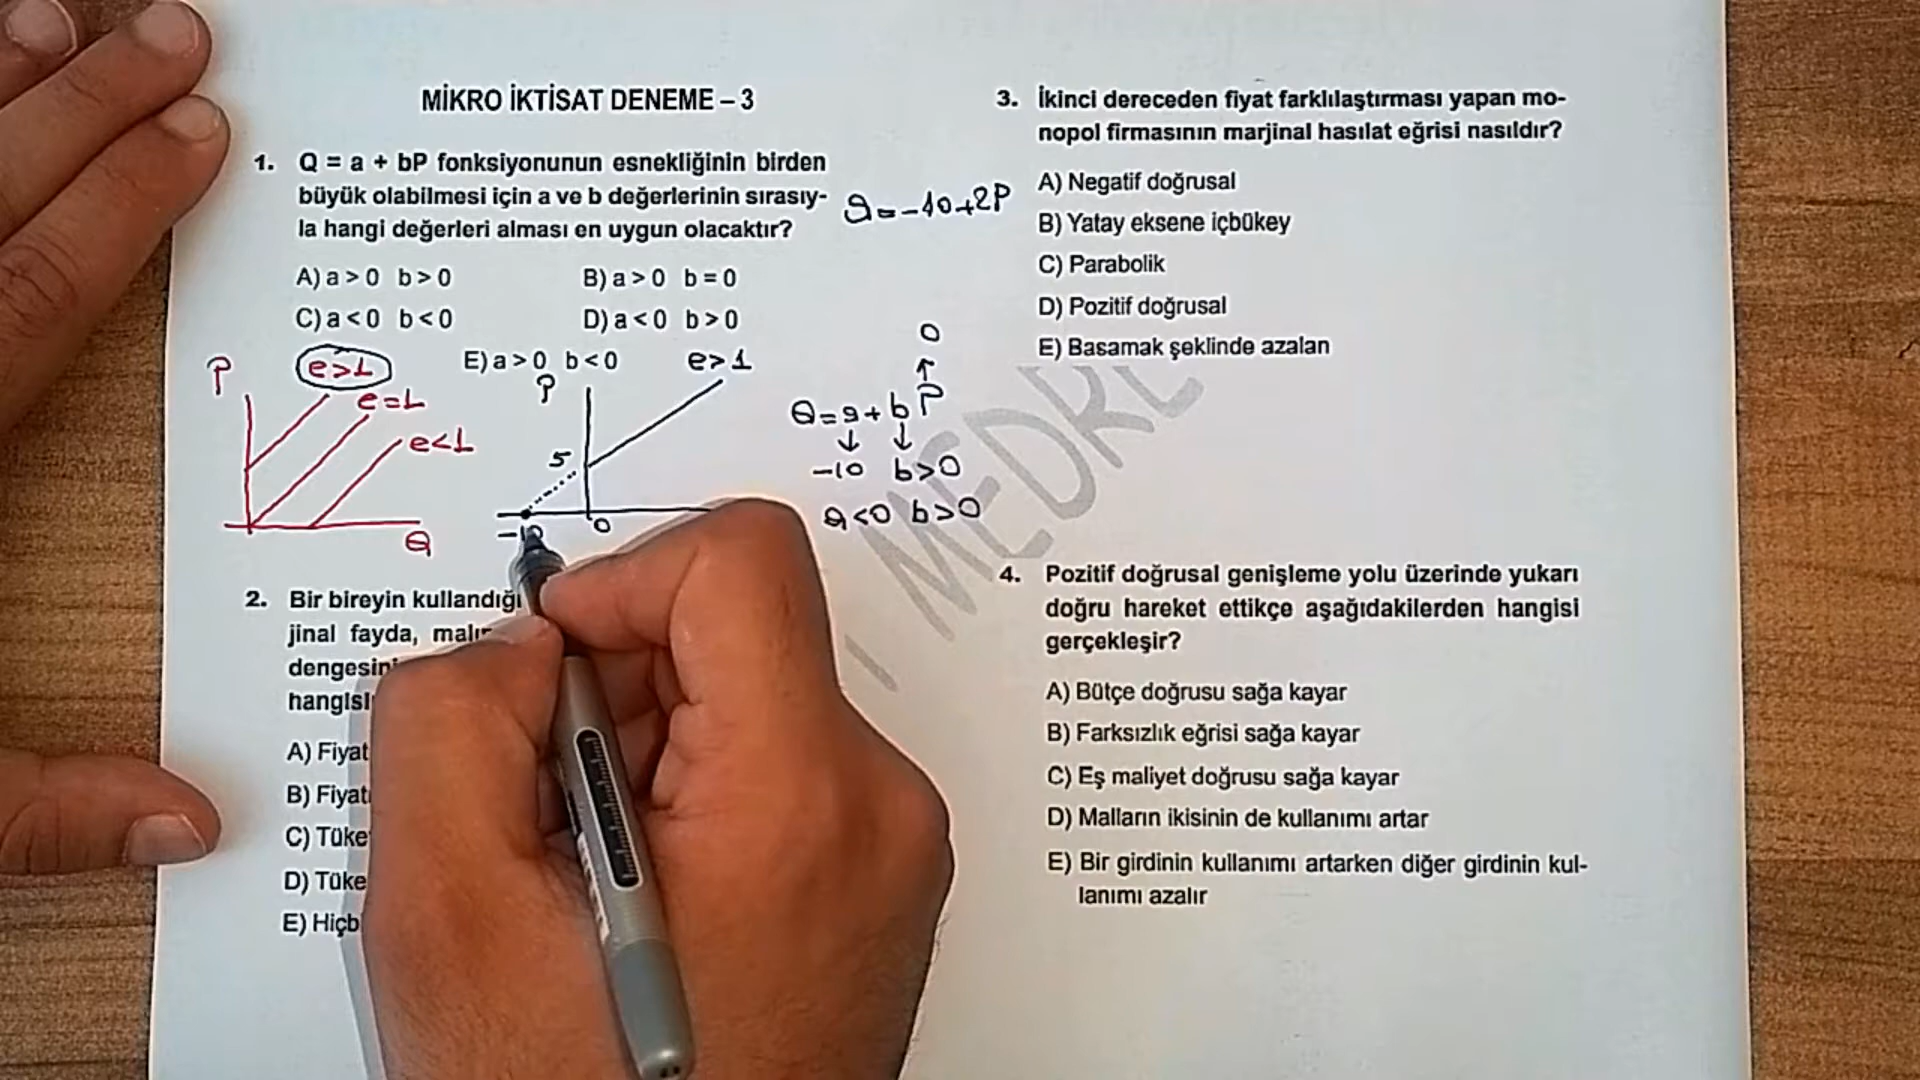 MİKRO İKTİSAT DENEME – 3
1. Q = a + bP fonksiyonunun esnekliğinin birden
büyük olabilmesi için a ve b değerlerinin sırasıy-
la hangi değerleri alması en uygun olacaktır?
A) a > 0 b > 0
B) a > 0 b = 0
C) a < 0 b < 0
D) a < 0 b > 0
E) a > 0 b < 0
P
e>1
e=1
e<1
Q
P
e>1
5
-10
0
Q=-10+2P
0
Q=a+bP
-10 b>0
a<0 b>0
2. Bir bireyin kullandığı
jinal fayda,
hangisi
A) Fiyat
B)
C)
D)
E)
3. İkinci dereceden fiyat farklılaştırması yapan mo-
nopol firmasının marjinal hasılat eğrisi nasıldır?
A) Negatif doğrusal
B) Yatay eksene içbükey
C) Parabolik
D) Pozitif doğrusal
E) Basamak şeklinde azalan
4. Pozitif doğrusal genişleme yolu üzerinde yukarı
doğru hareket ettikçe aşağıdakilerden hangisi
gerçekleşir?
A) Bütçe doğrusu sağa kayar
B) Farksızlık eğrisi sağa kayar
C) Eş maliyet doğrusu sağa kayar
D) Malların ikisinin de kullanımı artar
E) Bir girdinin kullanımı artarken diğer girdinin kul-
lanımı azalır